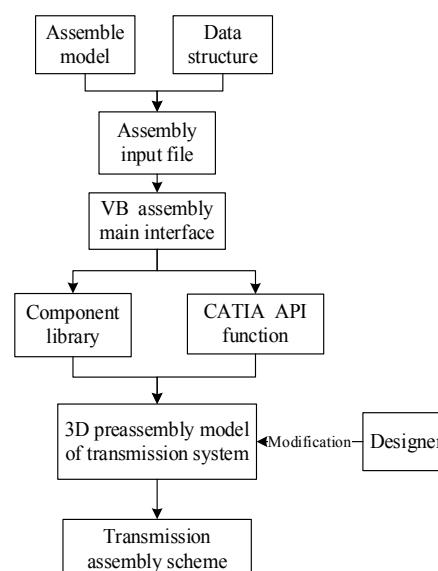 Assemble
model
Data
structure
Assembly
input file
VB assembly
main interface
Component
library
CATIA API
function
3D preassembly model
of transmission system
Modification
Designer
Transmission
assembly scheme